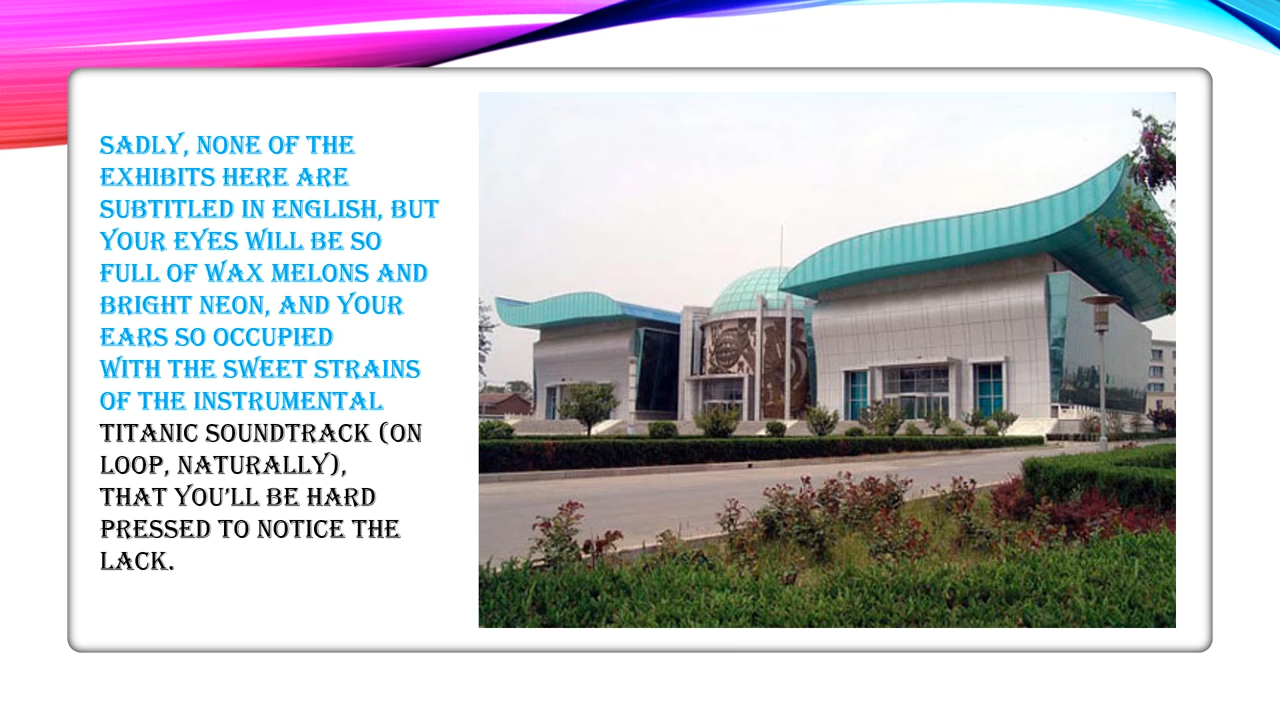 SADLY, NONE OF THE
EXHIBITS HERE ARE
SUBTITLED IN ENGLISH, BUT
YOUR EYES WILL BE SO
FULL OF WAX MELONS AND
BRIGHT NEON, AND YOUR
EARS SO OCCUPIED
WITH THE SWEET STRAINS
OF THE INSTRUMENTAL
TITANIC SOUNDTRACK (ON
LOOP, NATURALLY),
THAT YOU’LL BE HARD
PRESSED TO NOTICE THE
LACK.